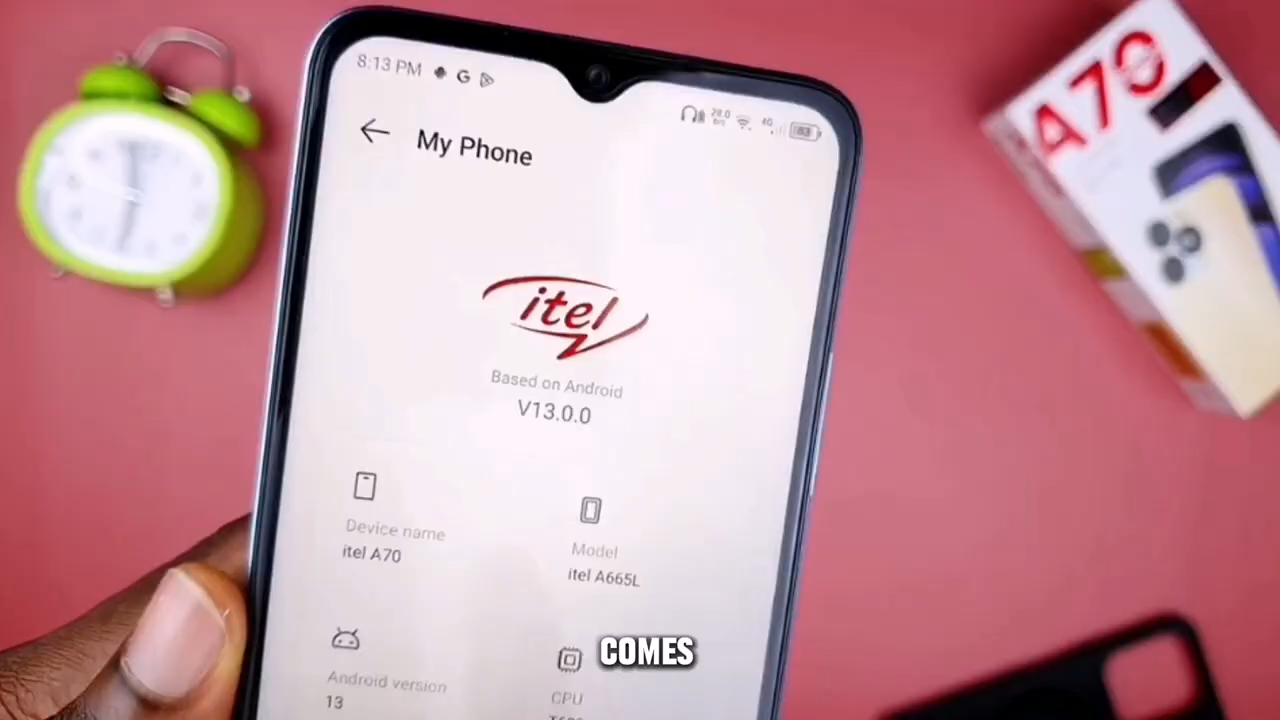 8:13 PM
My Phone
itel
Based on Android
V13.0.0
Device name
itel A70
Model
itel A665L
Android version
13
CPU
COMES
A70